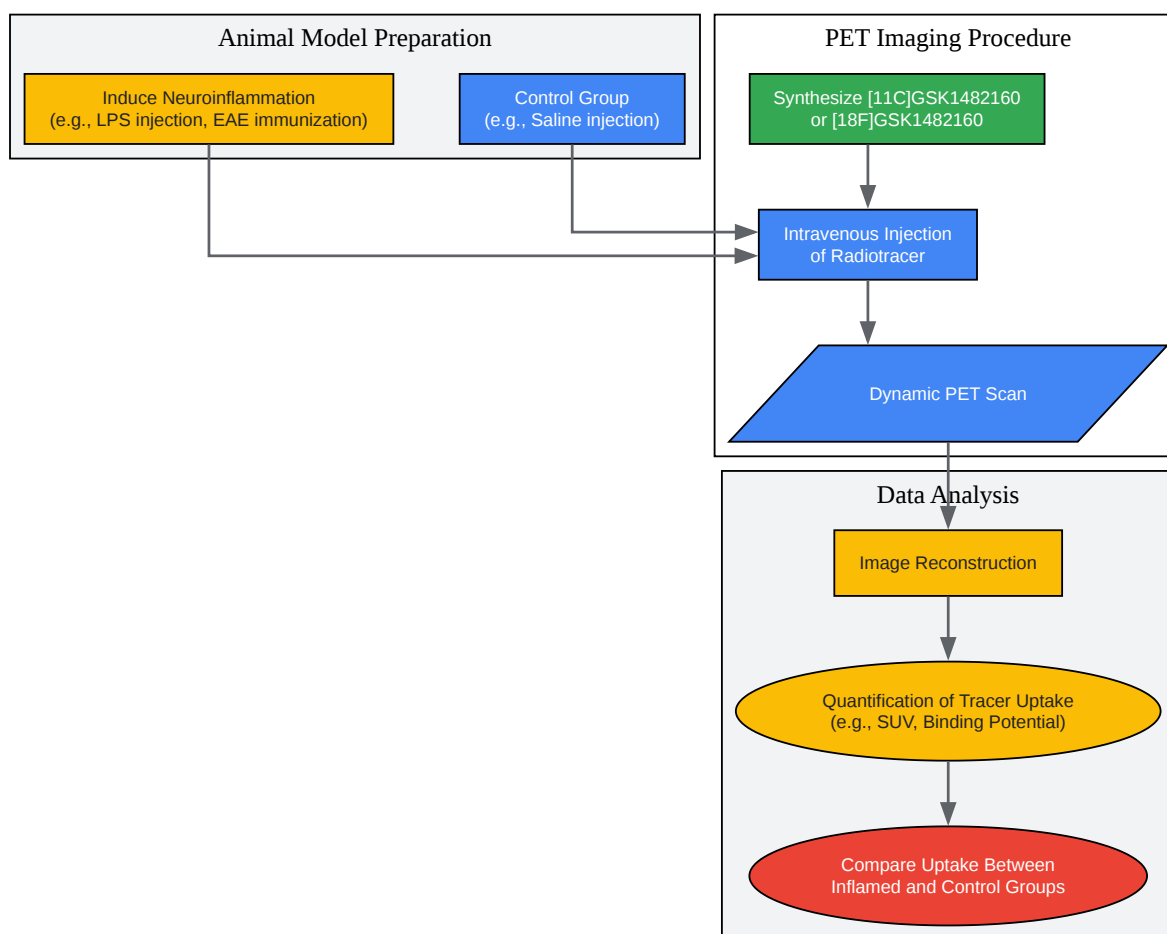 Animal Model Preparation
Induce Neuroinflammation
(e.g., LPS injection, EAE immunization)
Control Group
(e.g., Saline injection)
PET Imaging Procedure
Synthesize [11C]GSK1482160
or [18F]GSK1482160
Intravenous Injection
of Radiotracer
Dynamic PET Scan
Data Analysis
Image Reconstruction
Quantification of Tracer Uptake
(e.g., SUV, Binding Potential)
Compare Uptake Between
Inflamed and Control Groups